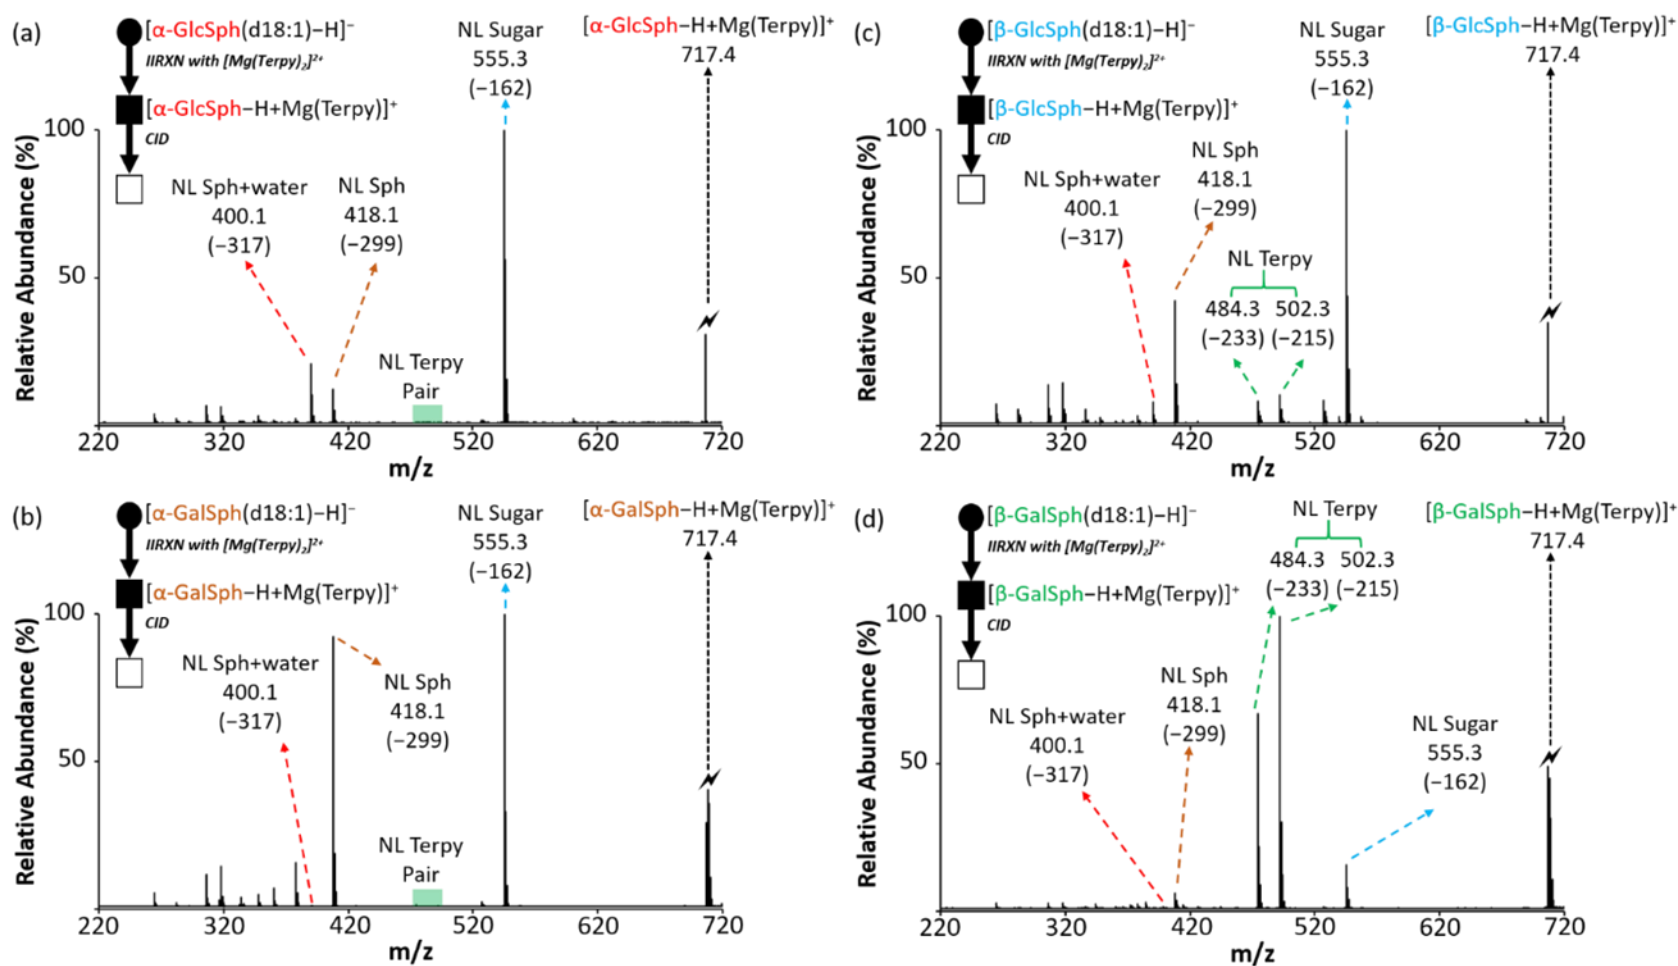 (a)
[α-GlcSph(d18:1)−H]⁻
IIRXN with [Mg(Terpy)₂]²⁺
[α-GlcSph−H+Mg(Terpy)]⁺
CID
NL Sugar
555.3
(−162)
[α-GlcSph−H+Mg(Terpy)]⁺
717.4
NL Sph+water
400.1
(−317)
NL Sph
418.1
(−299)
NL Terpy
Pair
Relative Abundance (%)
100
50
220 320 420 520 620 720
m/z
(c)
[β-GlcSph(d18:1)−H]⁻
IIRXN with [Mg(Terpy)₂]²⁺
[β-GlcSph−H+Mg(Terpy)]⁺
CID
NL Sugar
555.3
(−162)
[β-GlcSph−H+Mg(Terpy)]⁺
717.4
NL Sph+water
400.1
(−317)
NL Sph
418.1
(−299)
NL Terpy
484.3 502.3
(−233) (−215)
Relative Abundance (%)
100
50
220 320 420 520 620 720
m/z
(b)
[α-GalSph(d18:1)−H]⁻
IIRXN with [Mg(Terpy)₂]²⁺
[α-GalSph−H+Mg(Terpy)]⁺
CID
NL Sugar
555.3
(−162)
[α-GalSph−H+Mg(Terpy)]⁺
717.4
NL Sph+water
400.1
(−317)
NL Sph
418.1
(−299)
NL Terpy
Pair
Relative Abundance (%)
100
50
220 320 420 520 620 720
m/z
(d)
[β-GalSph(d18:1)−H]⁻
IIRXN with [Mg(Terpy)₂]²⁺
[β-GalSph−H+Mg(Terpy)]⁺
CID
NL Terpy
484.3 502.3
(−233) (−215)
[β-GalSph−H+Mg(Terpy)]⁺
717.4
NL Sph+water
400.1
(−317)
NL Sph
418.1
(−299)
NL Sugar
555.3
(−162)
Relative Abundance (%)
100
50
220 320 420 520 620 720
m/z